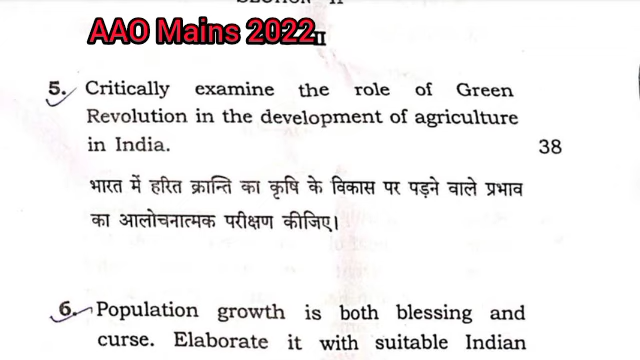 AAO Mains 2022
II
5. Critically examine the role of Green
Revolution in the development of agriculture
in India. 38
भारत में हरित क्रान्ति का कृषि के विकास पर पड़ने वाले प्रभाव
का आलोचनात्मक परीक्षण कीजिए।
6. Population growth is both blessing and
curse. Elaborate it with suitable Indian